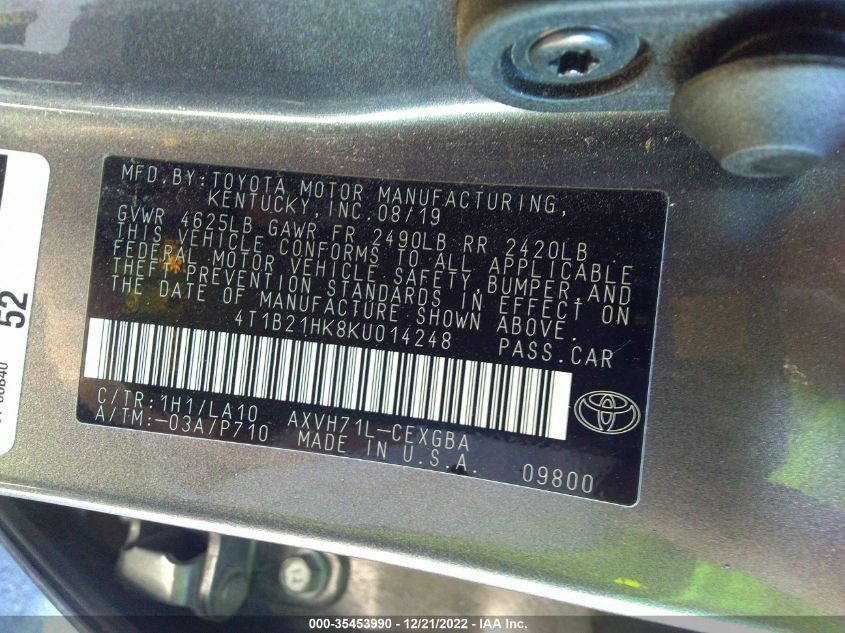 MFD.BY:TOYOTA MOTOR MANUFACTURING,
KENTUCKY,INC.08/19
GVWR 4625LB GAWR FR 2490LB RR 2420LB
THIS VEHICLE CONFORMS TO ALL APPLICABLE
FEDERAL MOTOR VEHICLE SAFETY,BUMPER,AND
THEFT PREVENTION STANDARDS IN EFFECT ON
THE DATE OF MANUFACTURE SHOWN ABOVE.
4T1B21HK8KU014248 PASS.CAR
C/TR:1H1/LA10 AXVH71L-CEXGBA
A/TM:-03A/P710 MADE IN U.S.A. 09800
52
000-35453990 - 12/21/2022 - IAA Inc.